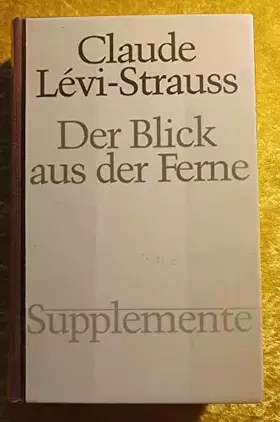 Claude
Lévi-Strauss
Der Blick
aus der Ferne
Supplemente